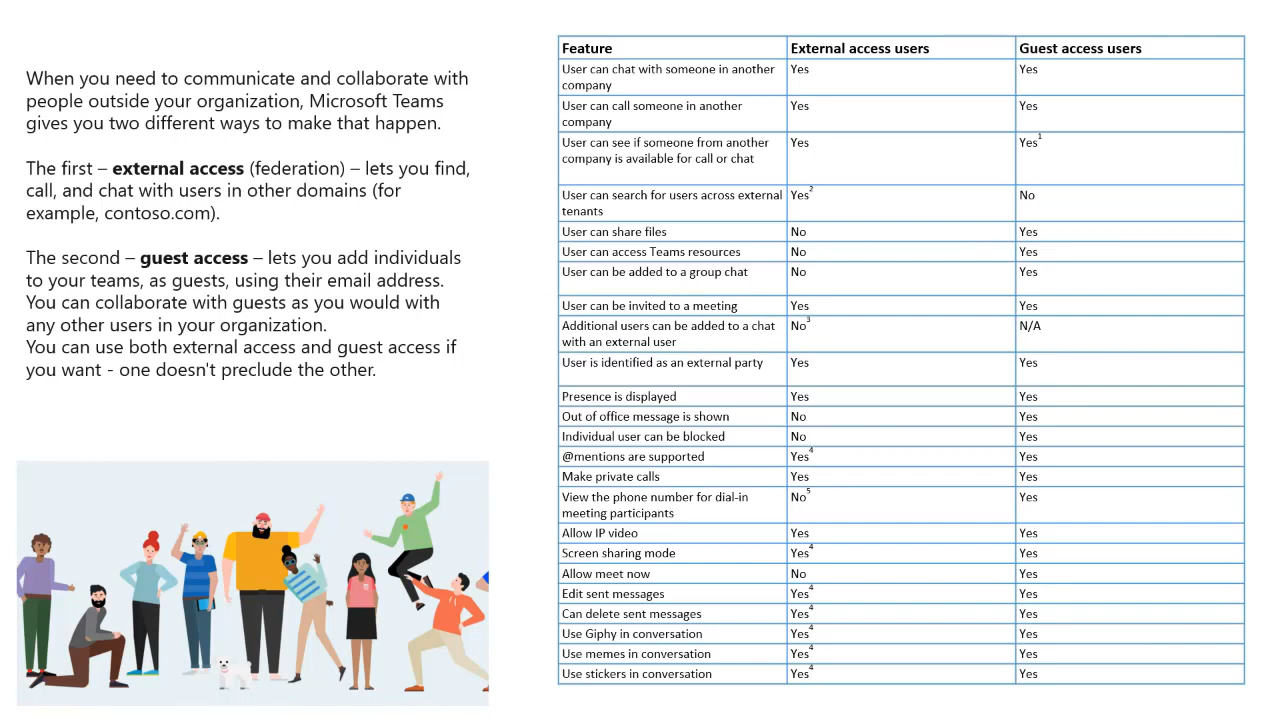 When you need to communicate and collaborate with
people outside your organization, Microsoft Teams
gives you two different ways to make that happen.
The first – external access (federation) – lets you find,
call, and chat with users in other domains (for
example, contoso.com).
The second – guest access – lets you add individuals
to your teams, as guests, using their email address.
You can collaborate with guests as you would with
any other users in your organization.
You can use both external access and guest access if
you want - one doesn't preclude the other.
Feature External access users Guest access users
User can chat with someone in another Yes Yes
company
User can call someone in another Yes Yes
company
User can see if someone from another Yes Yes1
company is available for call or chat
User can search for users across external Yes2 No
tenants
User can share files No Yes
User can access Teams resources No Yes
User can be added to a group chat No Yes
User can be invited to a meeting Yes Yes
Additional users can be added to a chat No3 N/A
with an external user
User is identified as an external party Yes Yes
Presence is displayed Yes Yes
Out of office message is shown No Yes
Individual user can be blocked No Yes
@mentions are supported Yes4 Yes
Make private calls Yes Yes
View the phone number for dial-in No5 Yes
meeting participants
Allow IP video Yes Yes
Screen sharing mode Yes4 Yes
Allow meet now No Yes
Edit sent messages Yes4 Yes
Can delete sent messages Yes4 Yes
Use Giphy in conversation Yes4 Yes
Use memes in conversation Yes4 Yes
Use stickers in conversation Yes4 Yes